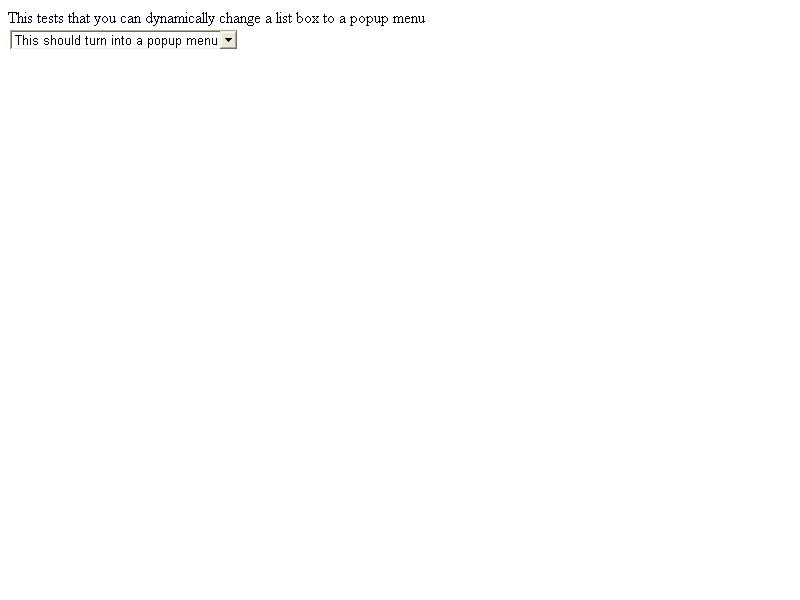 This tests that you can dynamically change a list box to a popup menu
This should turn into a popup menu